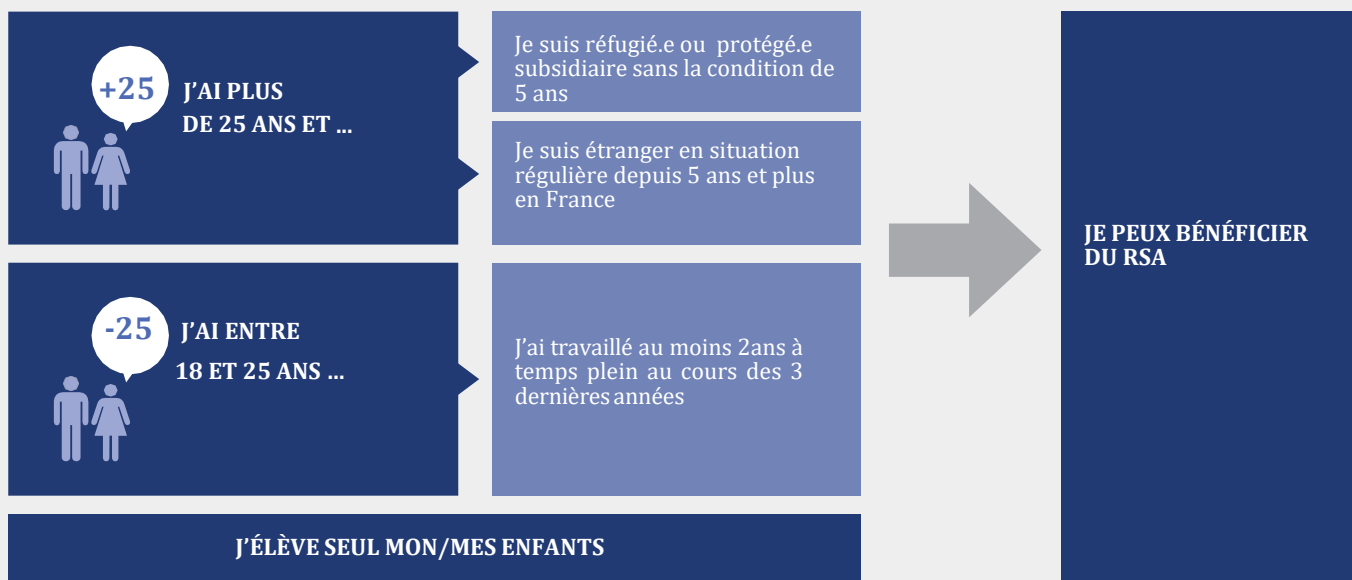 +25
J'AI PLUS
DE 25 ANS ET ...
Je suis réfugié.e ou protégé.e
subsidiaire sans la condition de
5 ans
Je suis étranger en situation
régulière depuis 5 ans et plus
en France
-25
J'AI ENTRE
18 ET 25 ANS ...
J'ai travaillé au moins 2ans à
temps plein au cours des 3
dernières années
J'ÉLÈVE SEUL MON/MES ENFANTS
JE PEUX BÉNÉFICIER
DU RSA